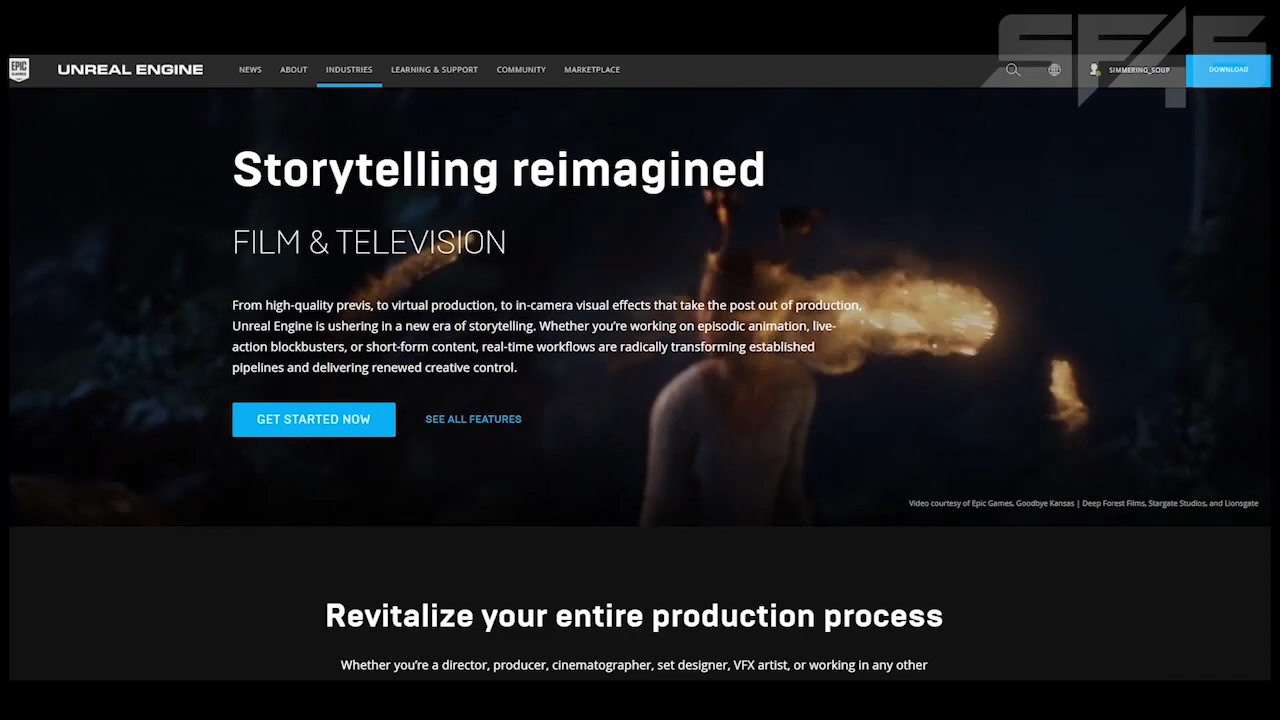 SF4F
EPIC
GAMES
UNREAL ENGINE
NEWS
ABOUT
INDUSTRIES
LEARNING & SUPPORT
COMMUNITY
MARKETPLACE
SIMMERING_SOUP
DOWNLOAD
Storytelling reimagined
FILM & TELEVISION
From high-quality previs, to virtual production, to in-camera visual effects that take the post out of production,
Unreal Engine is ushering in a new era of storytelling. Whether you’re working on episodic animation, live-
action blockbusters, or short-form content, real-time workflows are radically transforming established
pipelines and delivering renewed creative control.
GET STARTED NOW
SEE ALL FEATURES
Video courtesy of Epic Games, Goodbye Kansas | Deep Forest Films, Stargate Studios, and Lionsgate
Revitalize your entire production process
Whether you’re a director, producer, cinematographer, set designer, VFX artist, or working in any other